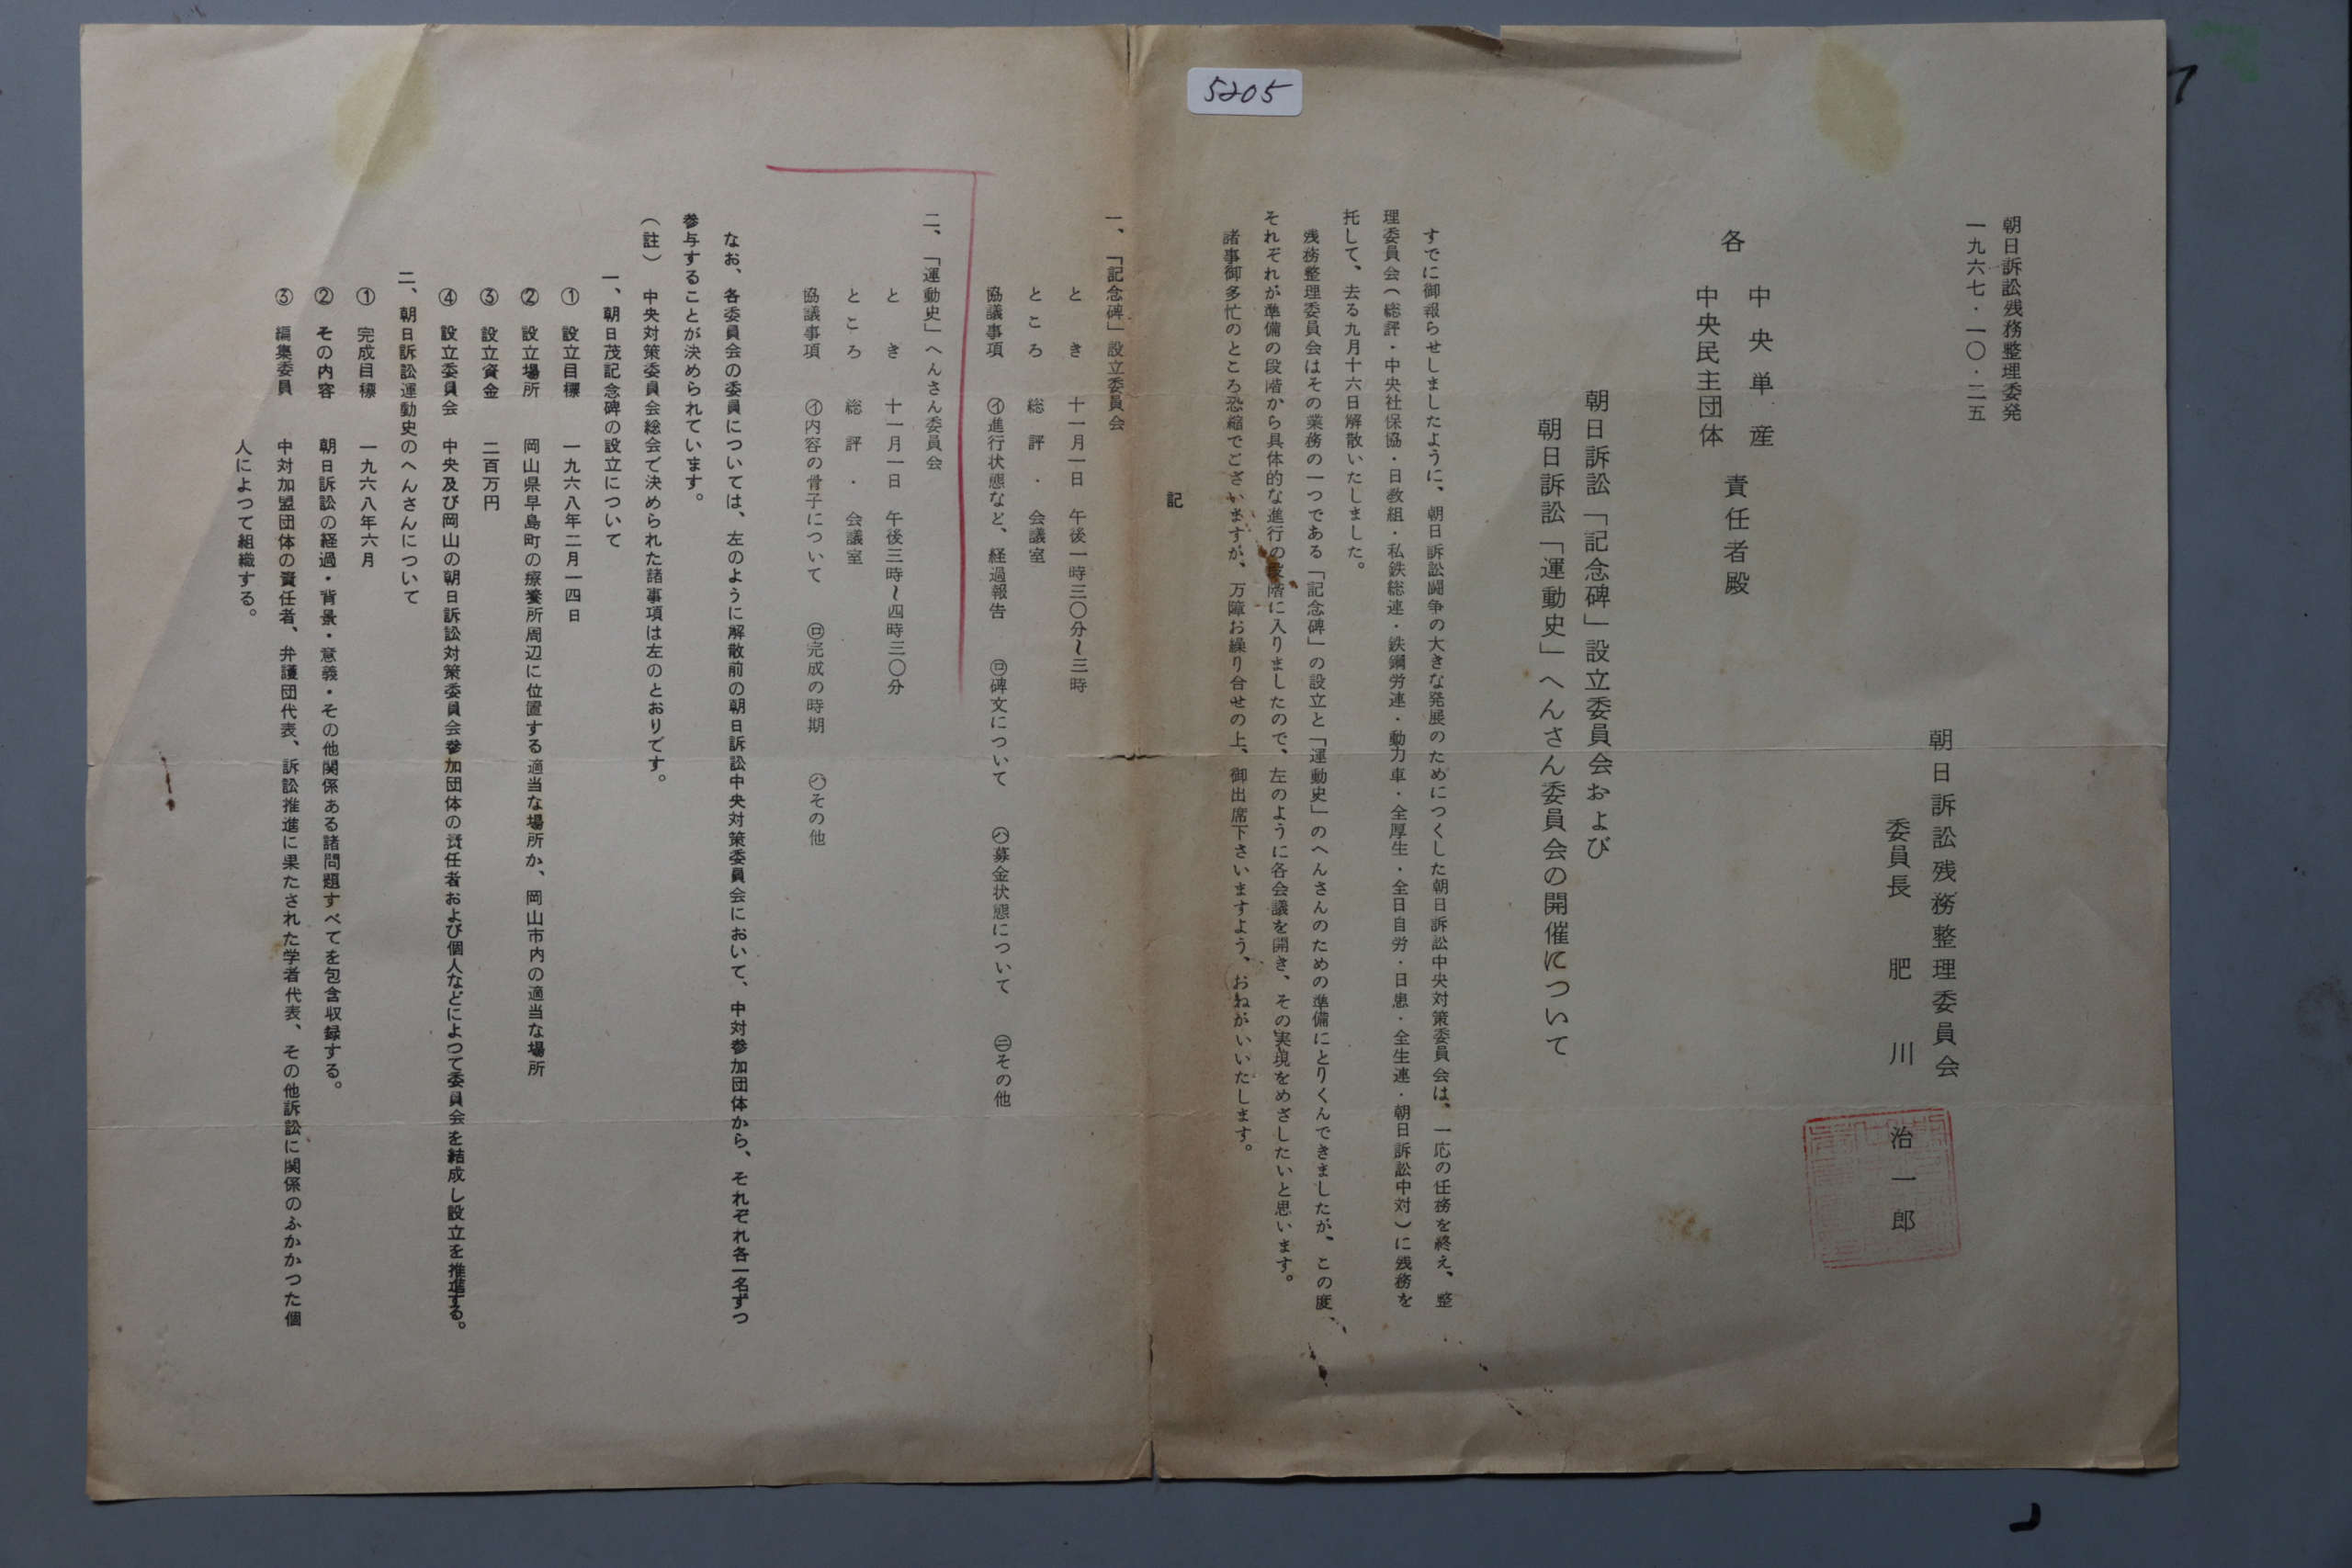 5205
朝日訴訟残務整理委発
一九六七・一〇・二五
朝日訴訟残務整理委員会
委員長 肥川治一郎
各 中央単産 責任者殿
中央民主団体
朝日訴訟「記念碑」設立委員会および
朝日訴訟「運動史」へんさん委員会の開催について
すでに御報らせしましたように、朝日訴訟闘争の大きな発展のためにつくした朝日訴訟中央対策委員会は、一応の任務を終え、整
理委員会（総評・中央社保協・日教組・私鉄総連・鉄鋼労連・動力車・全厚生・全日自労・日患・全生連・朝日訴訟中対）に残務を
托して、去る九月十六日解散いたしました。
残務整理委員会はその業務の一つである「記念碑」の設立と「運動史」のへんさんのための準備にとりくんできましたが、この度、
それぞれが準備の段階から具体的な進行の段階に入りましたので、左のように各会議を開き、その実現をめざしたいと思います。
諸事御多忙のところ恐縮でございますが、万障お繰り合せの上、御出席下さいますよう、おねがいいたします。
記
一、「記念碑」設立委員会
とき 十一月一日 午後一時三〇分〜三時
ところ 総評・会議室
協議事項 ㋑進行状態など、経過報告 ㋺碑文について ㋩募金状態について ㊁その他
二、「運動史」へんさん委員会
とき 十一月一日 午後三時〜四時三〇分
ところ 総評・会議室
協議事項 ㋑内容の骨子について ㋺完成の時期 ㋩その他
なお、各委員会の委員については、左のように解散前の朝日訴訟中央対策委員会において、中対参加団体から、それぞれ各一名ずつ
参与することが決められています。
（註） 中央対策委員会総会で決められた諸事項は左のとおりです。
一、朝日茂記念碑の設立について
① 設立目標 一九六八年二月一四日
② 設立場所 岡山県早島町の療養所周辺に位置する適当な場所か、岡山市内の適当な場所
③ 設立資金 二百万円
④ 設立委員会 中央及び岡山の朝日訴訟対策委員会参加団体の責任者および個人などによつて委員会を結成し設立を推進する。
二、朝日訴訟運動史のへんさんについて
① 完成目標 一九六八年六月
② その内容 朝日訴訟の経過・背景・意義・その他関係ある諸問題すべてを包含収録する。
③ 編集委員 中対加盟団体の責任者、弁護団代表、訴訟推進に果たされた学者代表、その他訴訟に関係のふかかつた個
人によつて組織する。